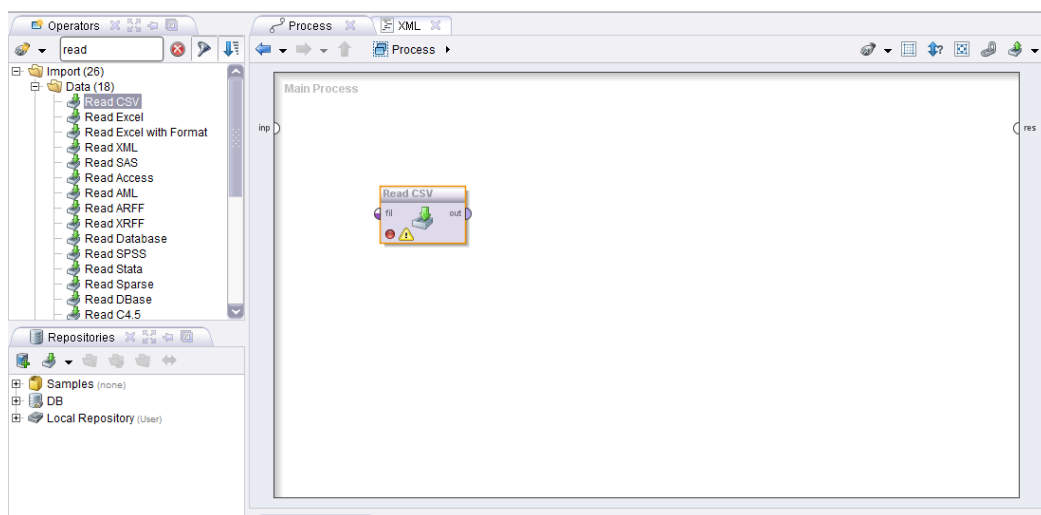 Operators
Process
XML
read
Process
Import (26)
Data (18)
Read CSV
Read Excel
Read Excel with Format
Read XML
Read SAS
Read Access
Read AML
Read ARFF
Read XRFF
Read Database
Read SPSS
Read Stata
Read Sparse
Read DBase
Read C4.5
Main Process
inp
res
Read CSV
fil
out
Repositories
Samples (none)
DB
Local Repository (User)